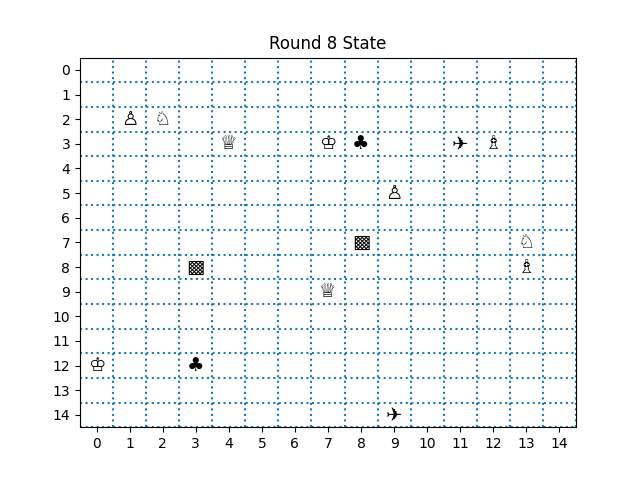 Round 8 State
0
1
2 ♙ ♘
3 ♕ ♔ ♣ ✈ ♗
4
5 ♙
6
7 ▩ ♘
8 ▩ ♗
9 ♕
10
11
12 ♔ ♣
13
14 ✈
0 1 2 3 4 5 6 7 8 9 10 11 12 13 14